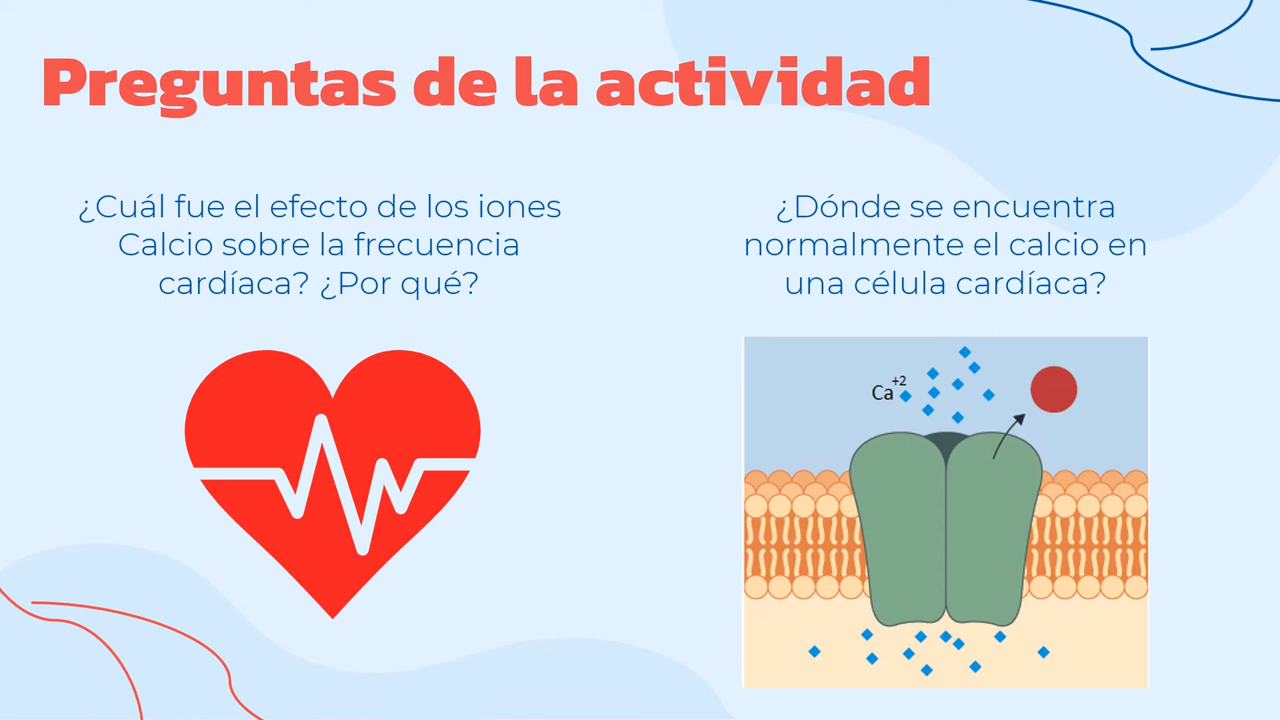 Preguntas de la actividad
¿Cuál fue el efecto de los iones
Calcio sobre la frecuencia
cardíaca? ¿Por qué?
¿Dónde se encuentra
normalmente el calcio en
una célula cardíaca?
Ca+2